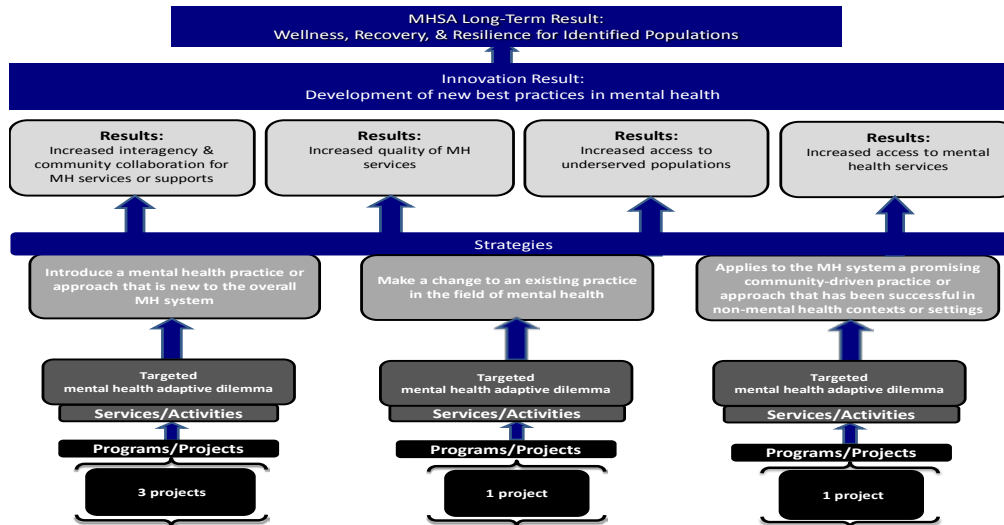 MHSA Long-Term Result:
Wellness, Recovery, & Resilience for Identified Populations
Innovation Result:
Development of new best practices in mental health
Results:
Increased interagency &
community collaboration for
MH services or supports
Results:
Increased quality of MH
services
Results:
Increased access to
underserved populations
Results:
Increased access to mental
health services
Strategies
Introduce a mental health practice or
approach that is new to the overall
MH system
Make a change to an existing practice
in the field of mental health
Applies to the MH system a promising
community-driven practice or
approach that has been successful in
non-mental health contexts or settings
Targeted
mental health adaptive dilemma
Services/Activities
Programs/Projects
3 projects
Targeted
mental health adaptive dilemma
Services/Activities
Programs/Projects
1 project
Targeted
mental health adaptive dilemma
Services/Activities
Programs/Projects
1 project